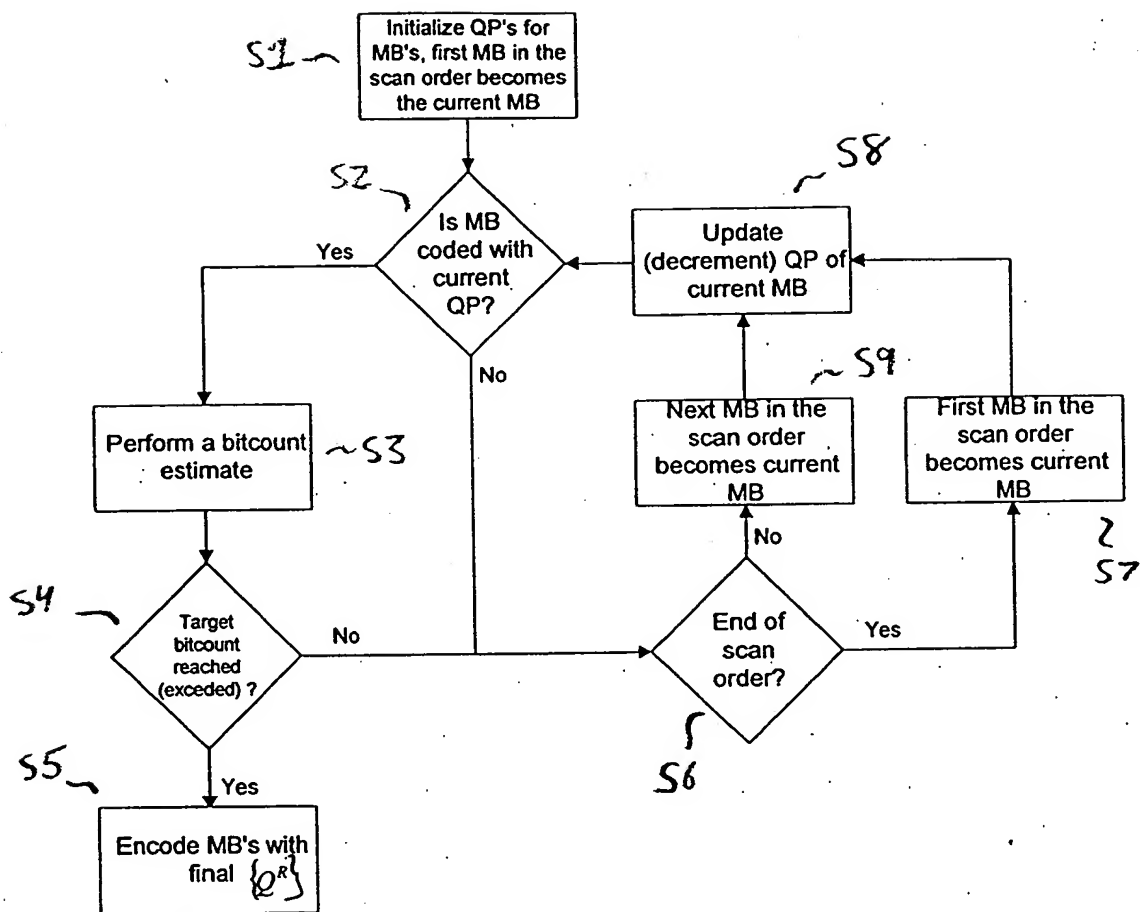 S1
Initialize QP's for
MB's, first MB in the
scan order becomes
the current MB
S2
Is MB
coded with
current
QP?
Yes
No
S8
Update
(decrement) QP of
current MB
S9
Next MB in the
scan order
becomes current
MB
First MB in the
scan order
becomes current
MB
S7
Perform a bitcount
estimate
S3
S4
Target
bitcount
reached
(exceded) ?
No
End of
scan
order?
No
Yes
S6
S5
Yes
Encode MB's with
final {Q^R}